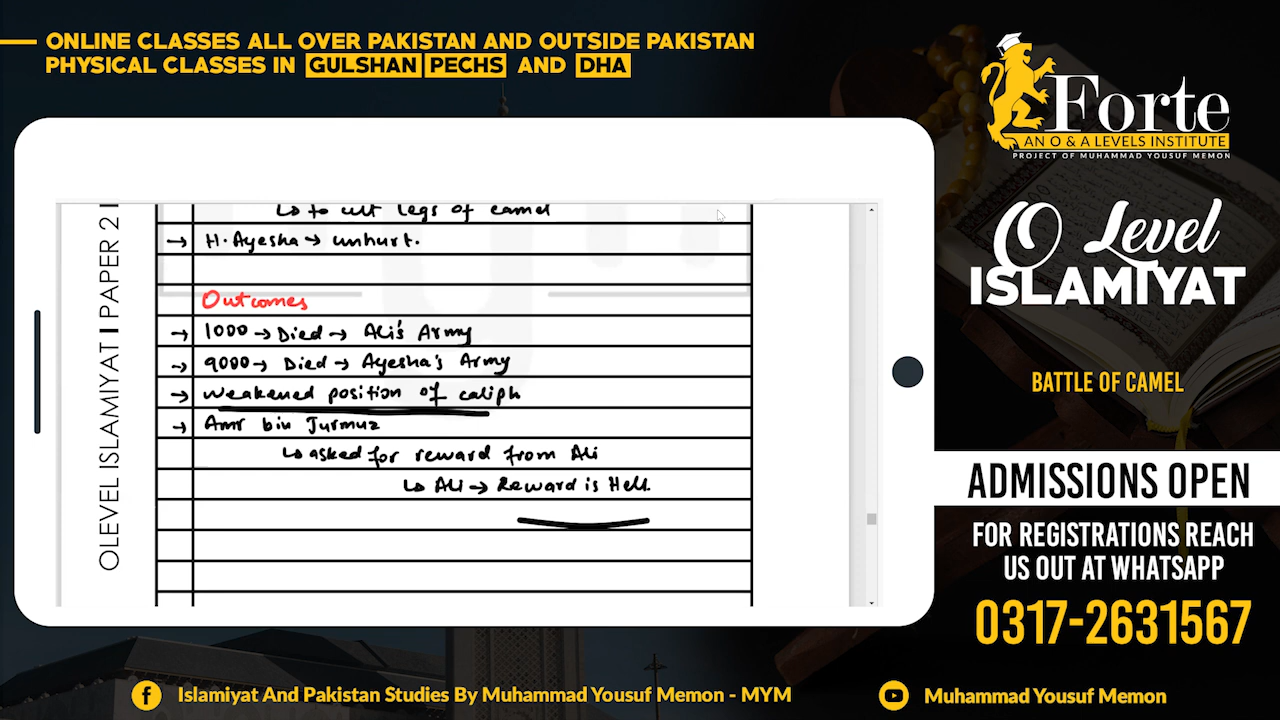 ONLINE CLASSES ALL OVER PAKISTAN AND OUTSIDE PAKISTAN
PHYSICAL CLASSES IN GULSHAN PECHS AND DHA
Forte
AN O & A LEVELS INSTITUTE
PROJECT OF MUHAMMAD YOUSUF MEMON
O Level
ISLAMIYAT
BATTLE OF CAMEL
ADMISSIONS OPEN
FOR REGISTRATIONS REACH
US OUT AT WHATSAPP
0317-2631567
OLEVEL ISLAMIYAT I PAPER 2 I
↳ to cut legs of camel
→ H. Ayesha → unhurt.
Outcomes
→ 1000 → Died → Ali's Army
→ 9000 → Died → Ayesha's Army
→ weakened position of caliph
→ Amr bin Jurmuz
↳ asked for reward from Ali
↳ Ali → Reward is Hell.
Islamiyat And Pakistan Studies By Muhammad Yousuf Memon - MYM
Muhammad Yousuf Memon